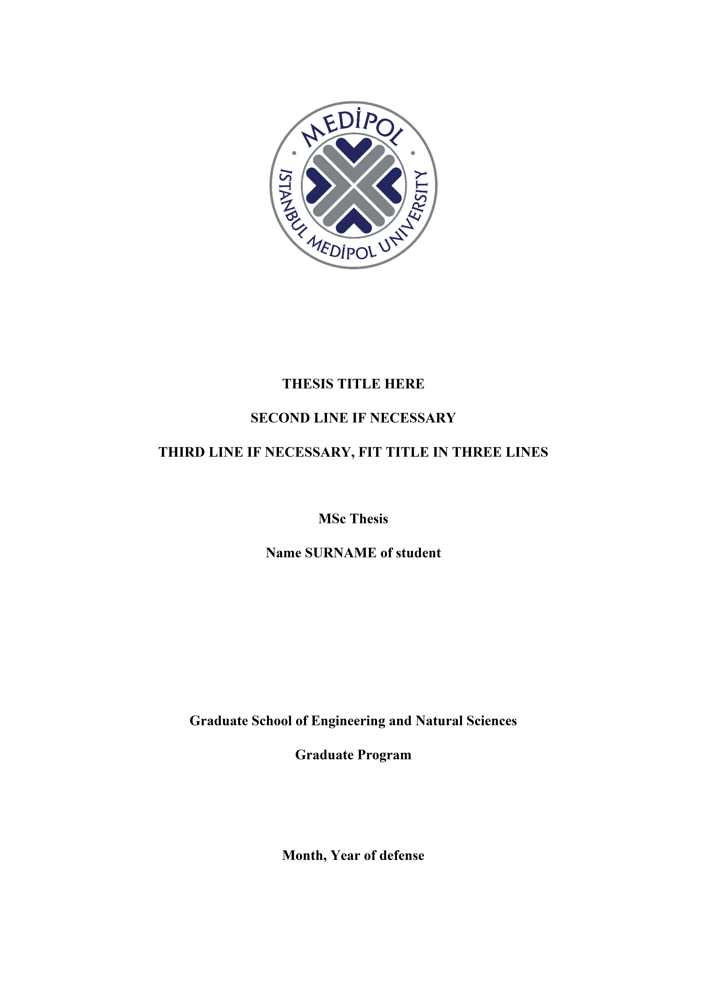 MEDİPOL
ISTANBUL MEDİPOL UNIVERSITY
THESIS TITLE HERE
SECOND LINE IF NECESSARY
THIRD LINE IF NECESSARY, FIT TITLE IN THREE LINES
MSc Thesis
Name SURNAME of student
Graduate School of Engineering and Natural Sciences
Graduate Program
Month, Year of defense